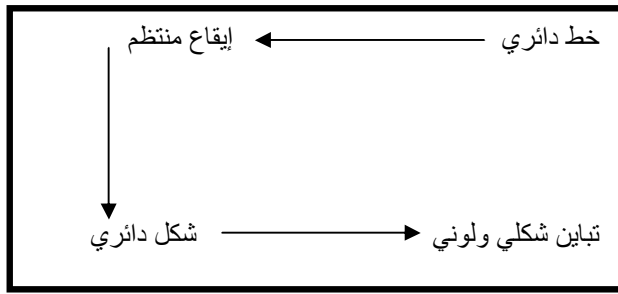 خط دائري
إيقاع منتظم
شكل دائري
تباين شكلي ولوني